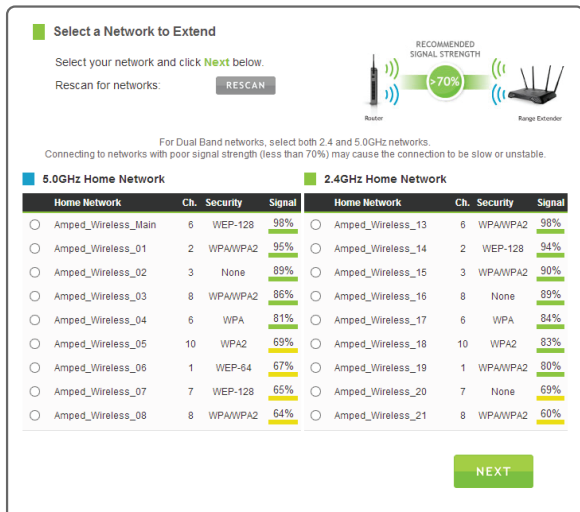 Select a Network to Extend
Select your network and click Next below.
Rescan for networks: RESCAN
RECOMMENDED
SIGNAL STRENGTH
>70%
Router Range Extender
For Dual Band networks, select both 2.4 and 5.0GHz networks.
Connecting to networks with poor signal strength (less than 70%) may cause the connection to be slow or unstable.
5.0GHz Home Network
Home Network Ch. Security Signal
Amped_Wireless_Main 6 WEP-128 98%
Amped_Wireless_01 2 WPA/WPA2 95%
Amped_Wireless_02 3 None 89%
Amped_Wireless_03 8 WPA/WPA2 86%
Amped_Wireless_04 6 WPA 81%
Amped_Wireless_05 10 WPA2 69%
Amped_Wireless_06 1 WEP-64 67%
Amped_Wireless_07 7 WEP-128 65%
Amped_Wireless_08 8 WPA/WPA2 64%
2.4GHz Home Network
Home Network Ch. Security Signal
Amped_Wireless_13 6 WPA/WPA2 98%
Amped_Wireless_14 2 WEP-128 94%
Amped_Wireless_15 3 WPA/WPA2 90%
Amped_Wireless_16 8 None 89%
Amped_Wireless_17 6 WPA 84%
Amped_Wireless_18 10 WPA2 83%
Amped_Wireless_19 1 WPA/WPA2 80%
Amped_Wireless_20 7 None 69%
Amped_Wireless_21 8 WPA/WPA2 60%
NEXT